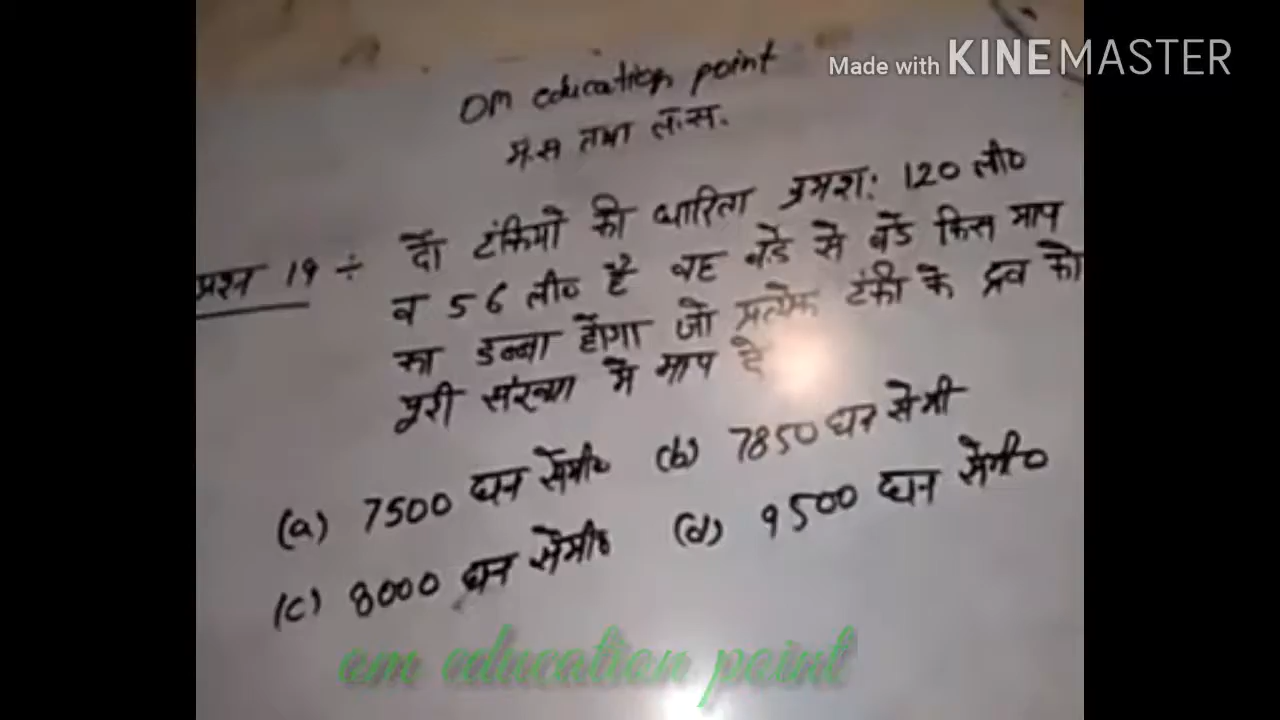 Made with KINEMASTER
Om education point
म.स तथा ल.स.
प्रश्न 19 ÷ दो टंकियो की धारिता क्रमश: 120 ली०
व 56 ली० है वह बडे से बडे किस माप
का डब्बा होगा जो प्रत्येक टंकी के द्रव को
पूरी संख्या मे माप दे
(a) 7500 घन सेमी० (b) 7850 घन सेमी
(c) 8000 घन सेमी० (d) 9500 घन सेमी०
om education point